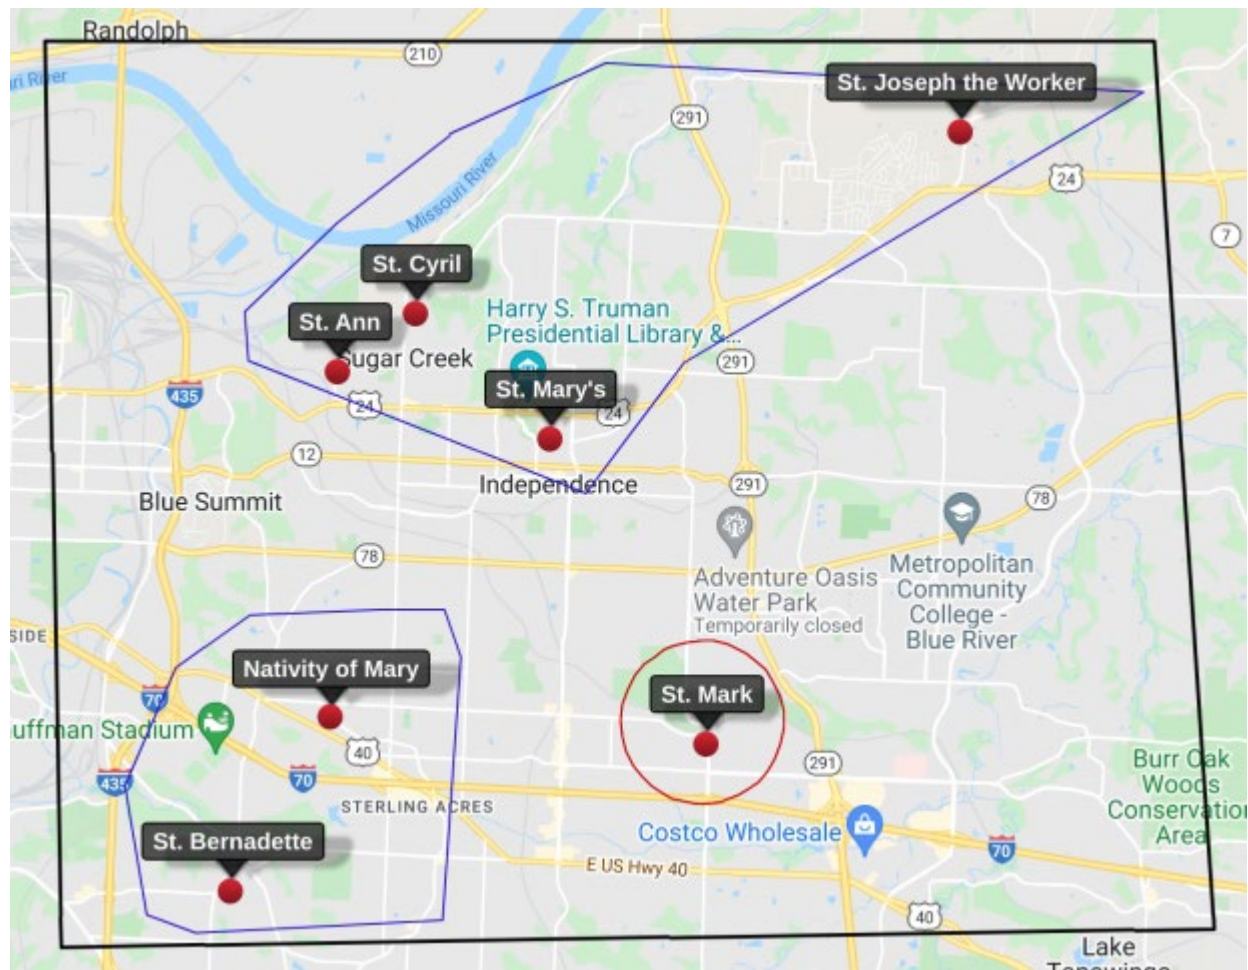 Randolph
210
uri River
St. Joseph the Worker
291
Missouri River
24
7
St. Cyril
Harry S. Truman
Presidential Library &...
St. Ann
Sugar Creek
291
435
St. Mary's
24
24
12
Independence
291
78
Blue Summit
78
Metropolitan
Community
College -
Blue River
Adventure Oasis
Water Park
Temporarily closed
SIDE
Nativity of Mary
70
St. Mark
uffman Stadium
40
291
435
70
STERLING ACRES
Burr Oak
Woods
Conservation
Area
Costco Wholesale
70
St. Bernadette
E US Hwy 40
40
Lake